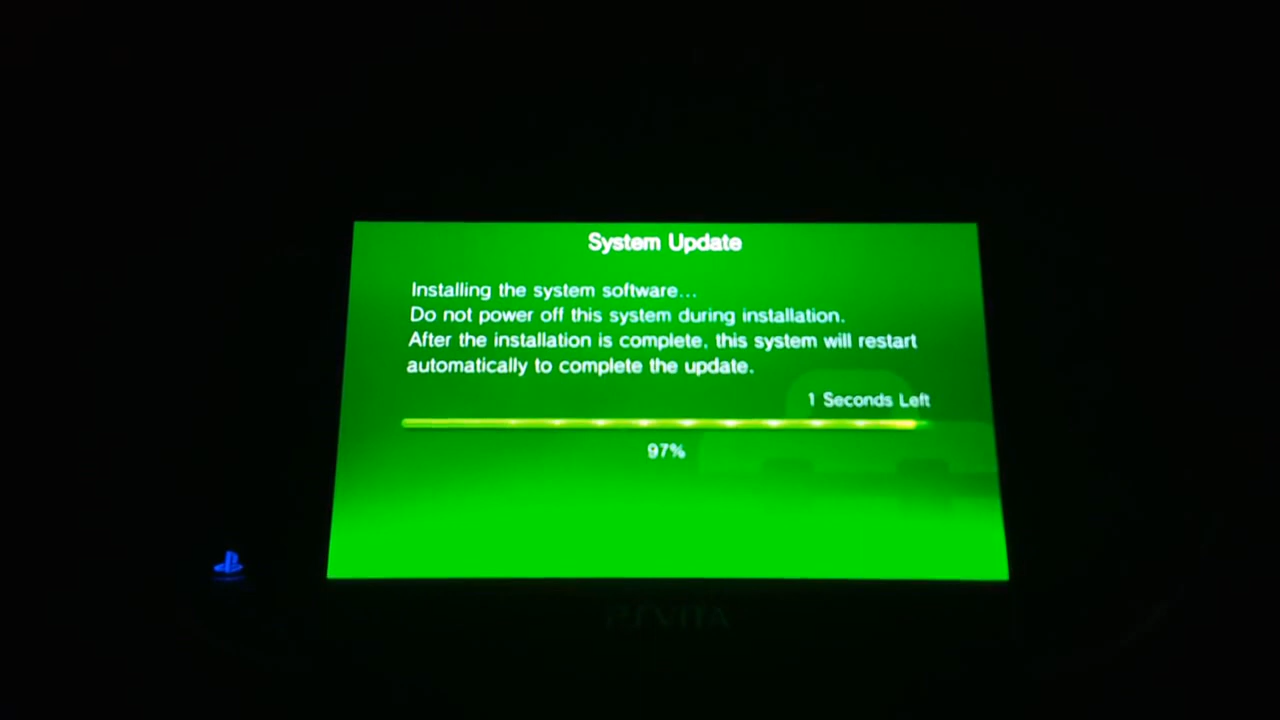 System Update
Installing the system software...
Do not power off this system during installation.
After the installation is complete, this system will restart
automatically to complete the update.
1 Seconds Left
97%
PSVITA